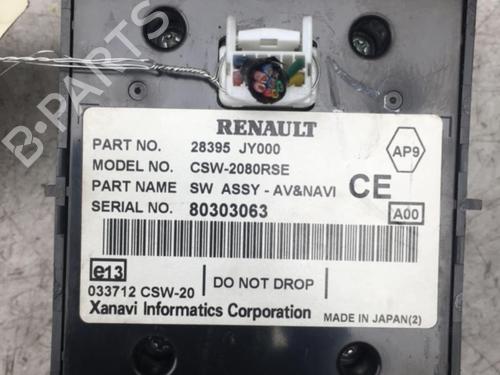 B-PARTS
RENAULT
PART NO. 28395 JY000
MODEL NO. CSW-2080RSE
PART NAME SW ASSY - AV&NAVI
SERIAL NO. 80303063
CE
AP9
A00
e13
033712 CSW-20
DO NOT DROP
Xanavi Informatics Corporation
MADE IN JAPAN(2)